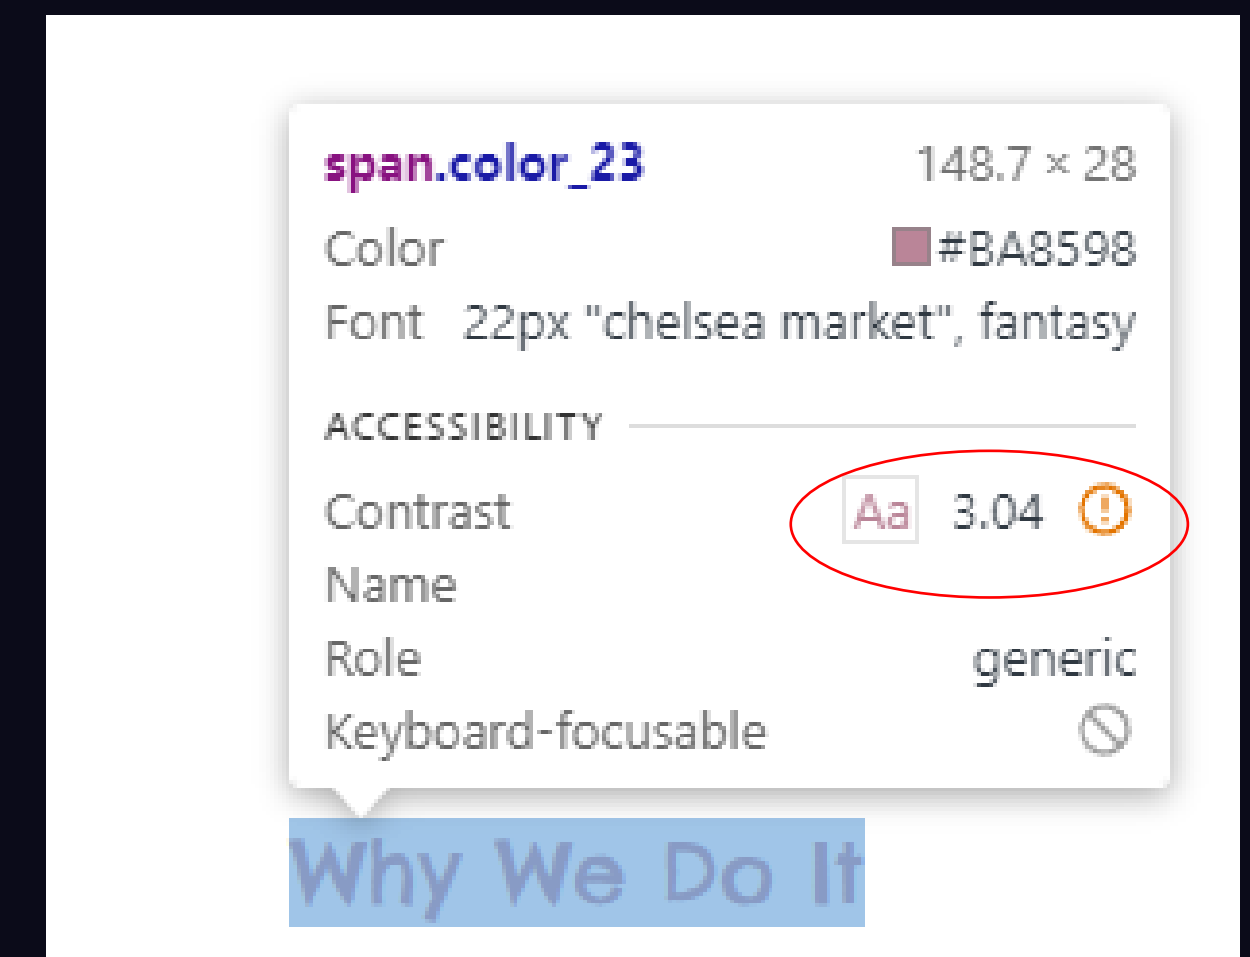 span.color_23 148.7 × 28
Color #BA8598
Font 22px "chelsea market", fantasy
ACCESSIBILITY
Contrast Aa 3.04
Name
Role generic
Keyboard-focusable
Why We Do It